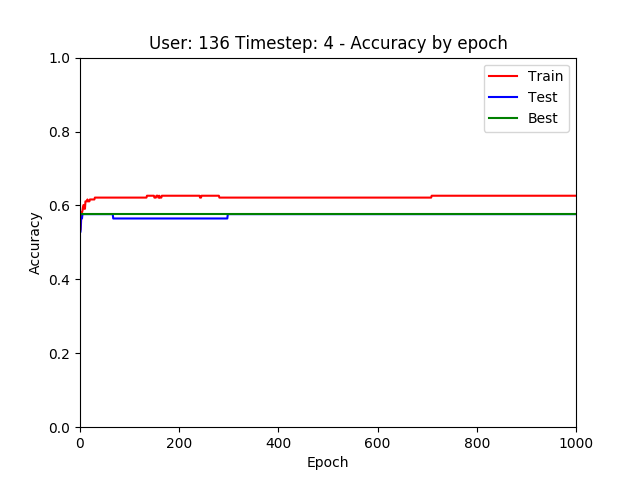 User: 136 Timestep: 4 - Accuracy by epoch
1.0
0.8
0.6
0.4
0.2
0.0
Accuracy
Train
Test
Best
0 200 400 600 800 1000
Epoch